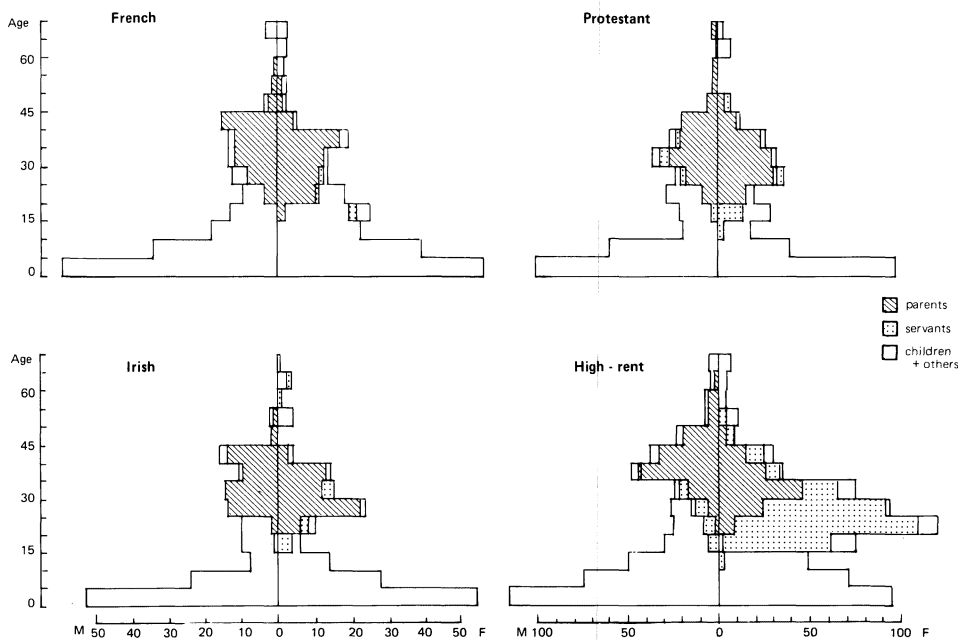 French
Protestant
Age
60
45
30
15
0
parents
servants
children
+ others
Irish
High - rent
Age
60
45
30
15
0
M 50 40 30 20 10 0 10 20 30 40 50 F
M 100 50 0 50 100 F